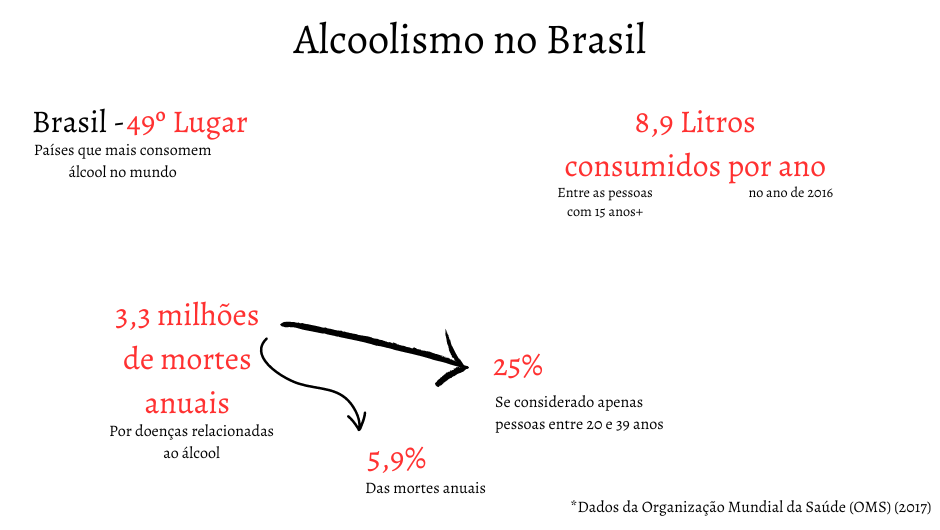 Alcoolismo no Brasil
Brasil - 49º Lugar
Países que mais consomem
álcool no mundo
8,9 Litros
consumidos por ano
Entre as pessoas
com 15 anos+
no ano de 2016
3,3 milhões
de mortes
anuais
Por doenças relacionadas
ao álcool
25%
Se considerado apenas
pessoas entre 20 e 39 anos
5,9%
Das mortes anuais
*Dados da Organização Mundial da Saúde (OMS) (2017)